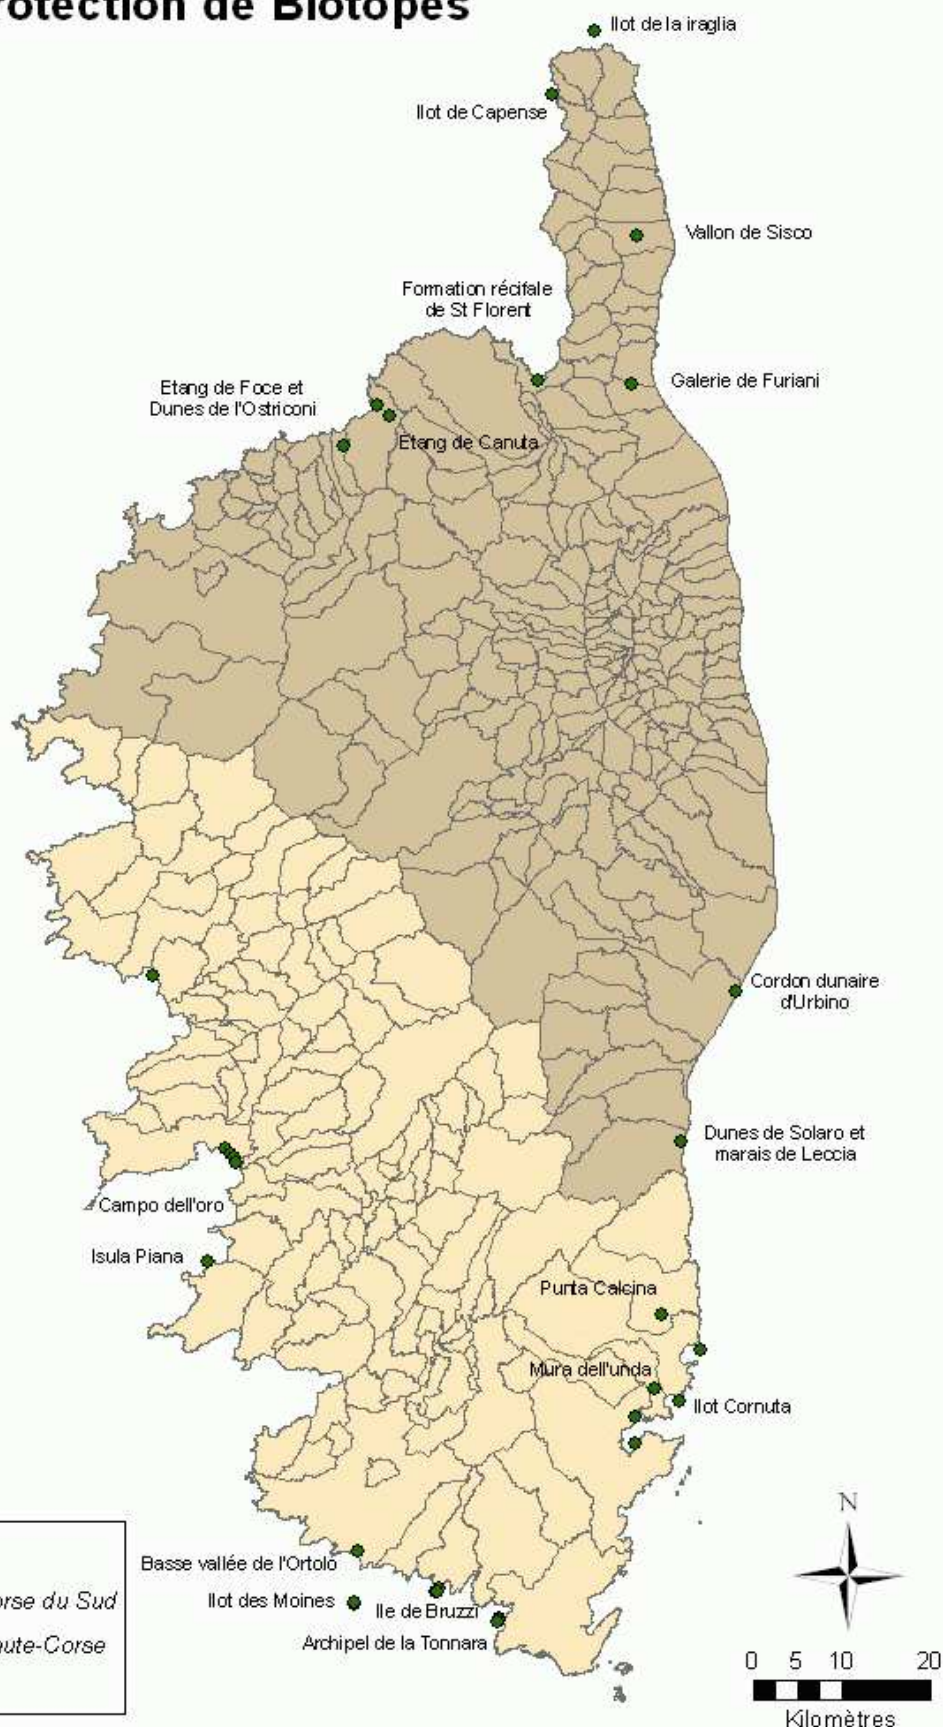 rotection de Biotopes
Ilot de la iraglia
Ilot de Capense
Vallon de Sisco
Formation récifale
de St Florent
Galerie de Furiani
Etang de Foce et
Dunes de l'Ostriconi
Etang de Canuta
Cordon dunaire
d'Urbino
Dunes de Solaro et
marais de Leccia
Campo dell'oro
Isula Piana
Punta Calcina
Mura dell'unda
Ilot Cornuta
N
Basse vallée de l'Ortolo
Ilot des Moines
Ile de Bruzzi
Archipel de la Tonnara
orse du Sud
aute-Corse
0 5 10 20
Kilomètres